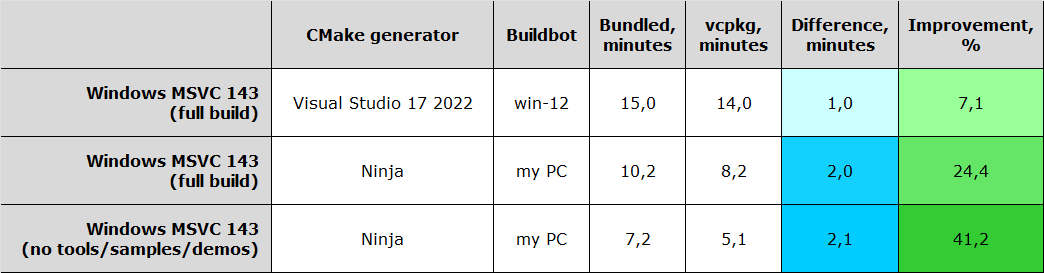 CMake generator
Buildbot
Bundled,
minutes
vcpkg,
minutes
Difference,
minutes
Improvement,
%
Windows MSVC 143
(full build)
Visual Studio 17 2022
win-12
15,0
14,0
1,0
7,1
Windows MSVC 143
(full build)
Ninja
my PC
10,2
8,2
2,0
24,4
Windows MSVC 143
(no tools/samples/demos)
Ninja
my PC
7,2
5,1
2,1
41,2